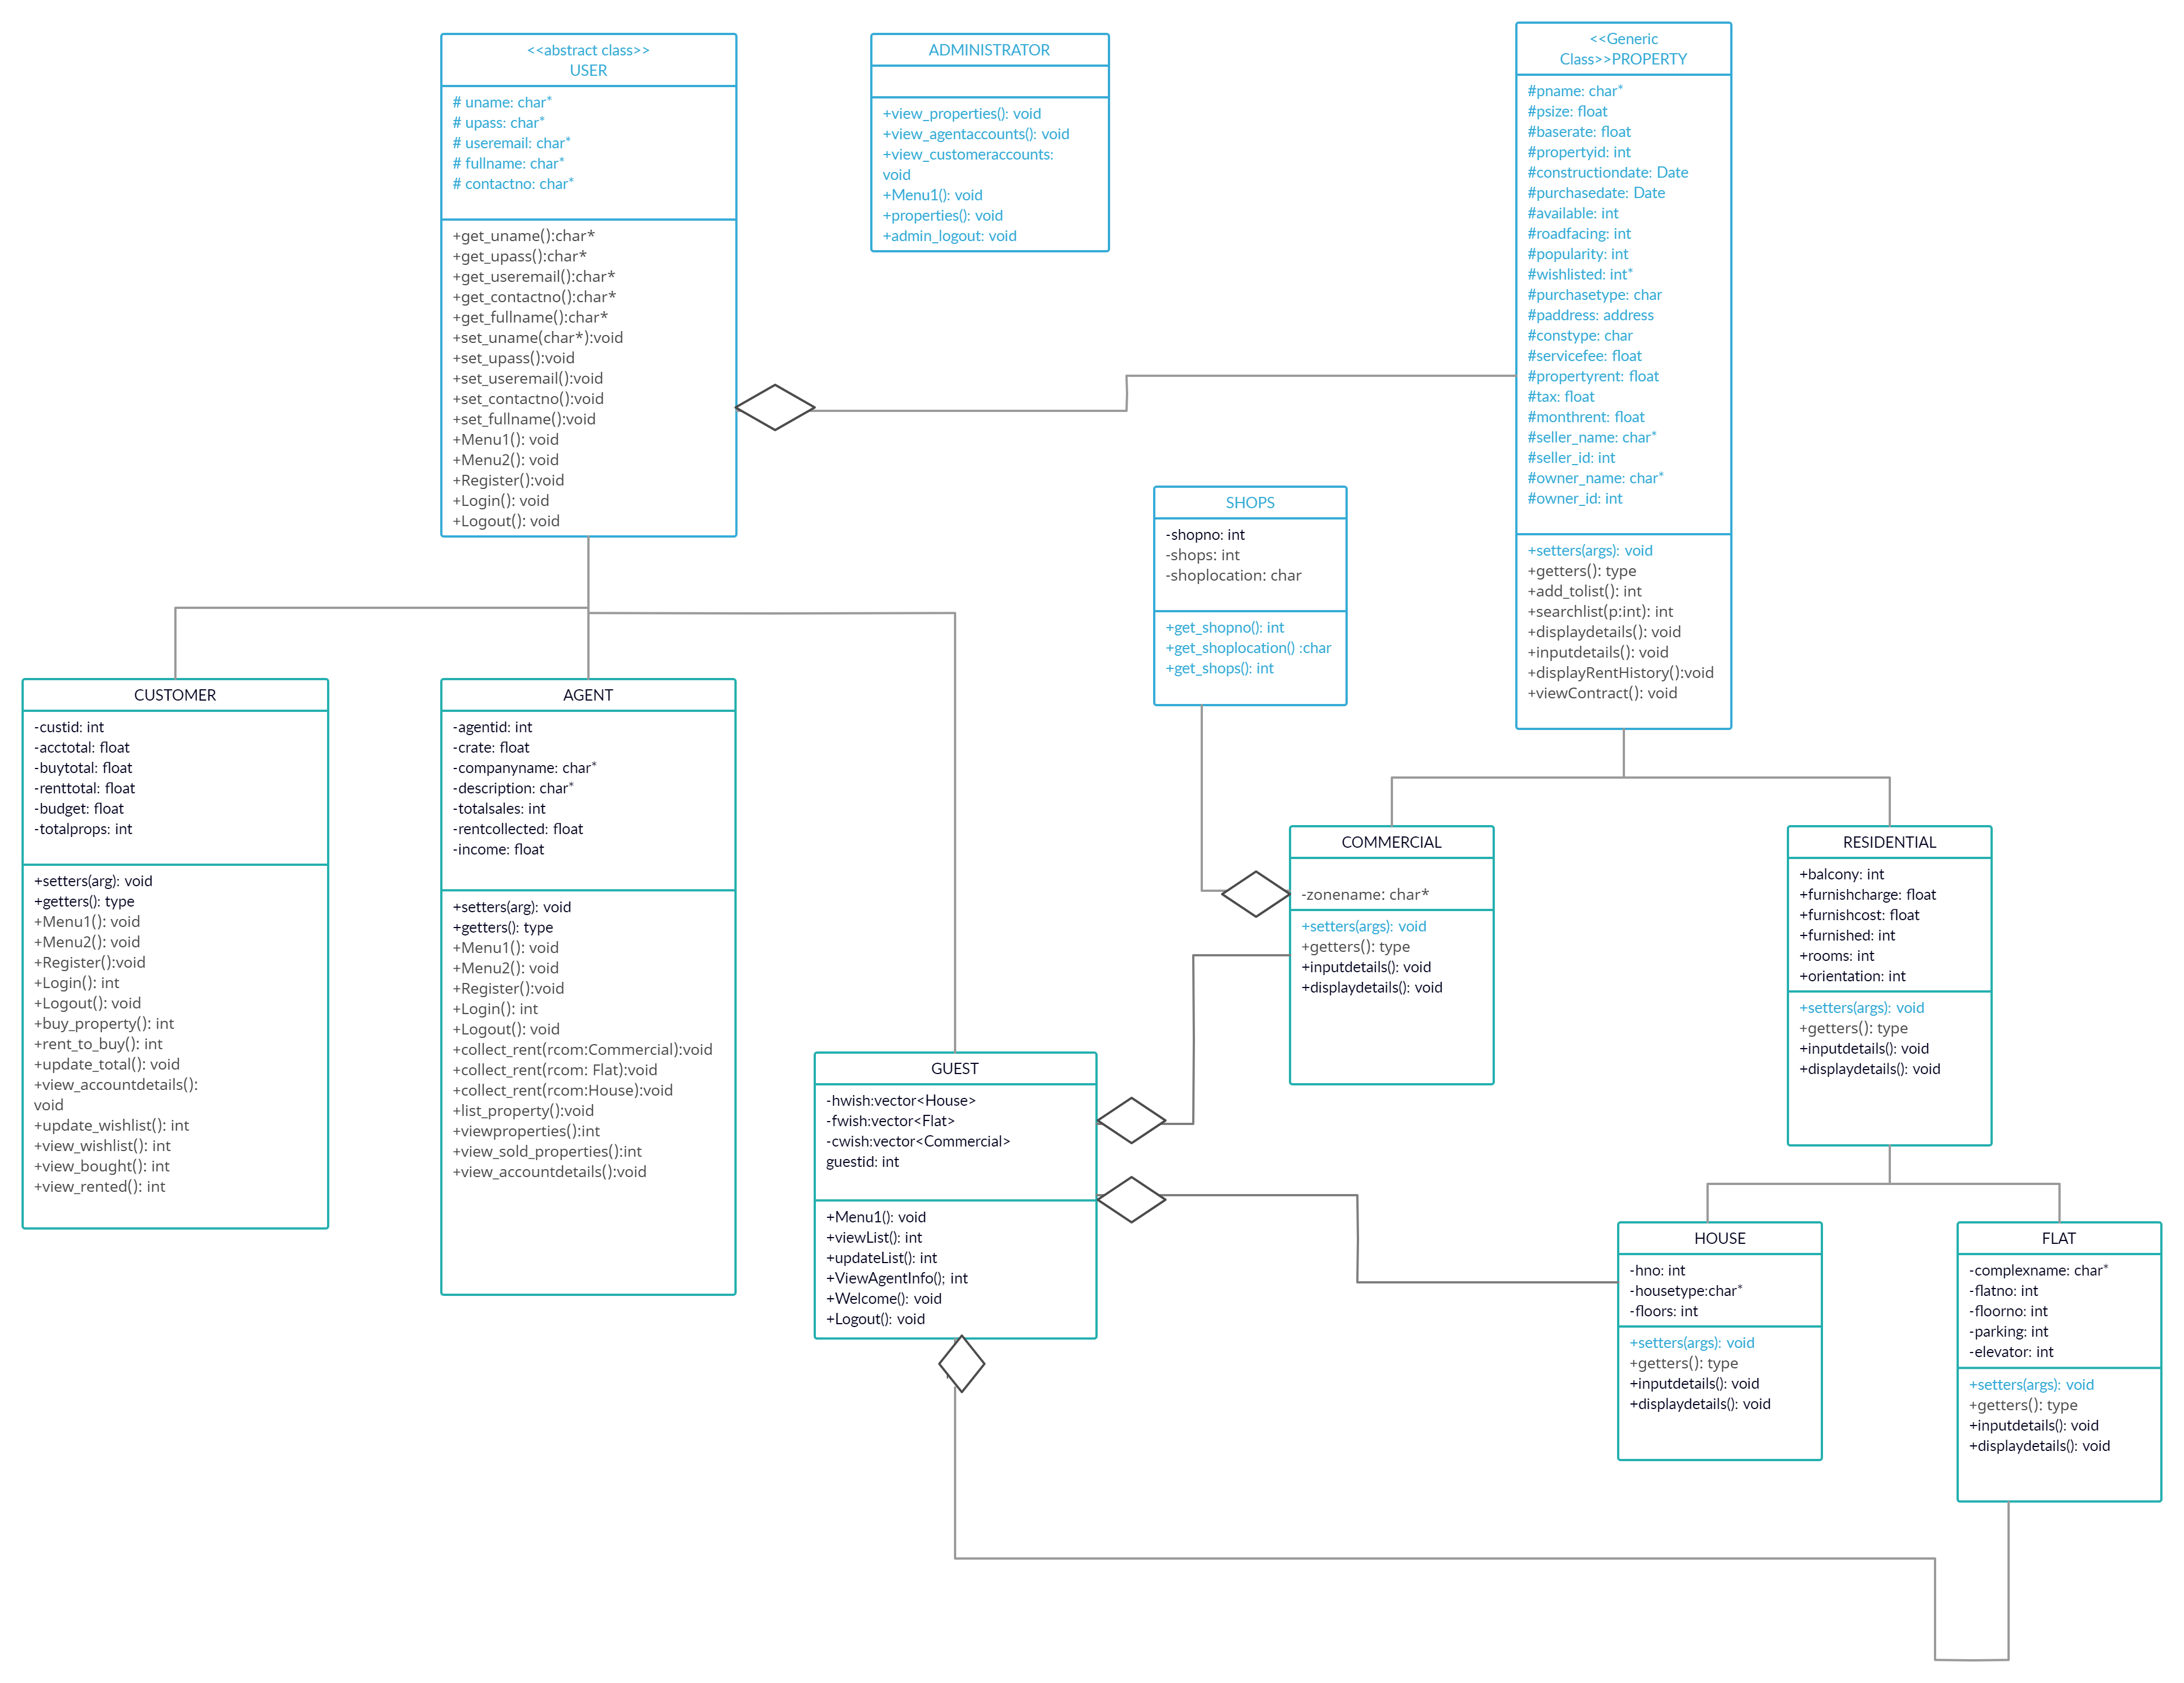 <<abstract class>>
USER
# uname: char*
# upass: char*
# useremail: char*
# fullname: char*
# contactno: char*
+get_uname():char*
+get_upass():char*
+get_useremail():char*
+get_contactno():char*
+get_fullname():char*
+set_uname(char*):void
+set_upass():void
+set_useremail():void
+set_contactno():void
+set_fullname():void
+Menu1(): void
+Menu2(): void
+Register():void
+Login(): void
+Logout(): void
ADMINISTRATOR
+view_properties(): void
+view_agentaccounts(): void
+view_customeraccounts:
void
+Menu1(): void
+properties(): void
+admin_logout: void
<<Generic
Class>>PROPERTY
#pname: char*
#psize: float
#baserate: float
#propertyid: int
#constructiondate: Date
#purchasedate: Date
#available: int
#roadfacing: int
#popularity: int
#wishlisted: int*
#purchasetype: char
#paddress: address
#constype: char
#servicefee: float
#propertyrent: float
#tax: float
#monthrent: float
#seller_name: char*
#seller_id: int
#owner_name: char*
#owner_id: int
+setters(args): void
+getters(): type
+add_tolist(): int
+searchlist(p:int): int
+displaydetails(): void
+inputdetails(): void
+displayRentHistory():void
+viewContract(): void
SHOPS
-shopno: int
-shops: int
-shoplocation: char
+get_shopno(): int
+get_shoplocation() :char
+get_shops(): int
CUSTOMER
-custid: int
-acctotal: float
-buytotal: float
-renttotal: float
-budget: float
-totalprops: int
+setters(arg): void
+getters(): type
+Menu1(): void
+Menu2(): void
+Register():void
+Login(): int
+Logout(): void
+buy_property(): int
+rent_to_buy(): int
+update_total(): void
+view_accountdetails():
void
+update_wishlist(): int
+view_wishlist(): int
+view_bought(): int
+view_rented(): int
AGENT
-agentid: int
-crate: float
-companyname: char*
-description: char*
-totalsales: int
-rentcollected: float
-income: float
+setters(arg): void
+getters(): type
+Menu1(): void
+Menu2(): void
+Register():void
+Login(): int
+Logout(): void
+collect_rent(rcom:Commercial):void
+collect_rent(rcom: Flat):void
+collect_rent(rcom:House):void
+list_property():void
+viewproperties():int
+view_sold_properties():int
+view_accountdetails():void
COMMERCIAL
-zonename: char*
+setters(args): void
+getters(): type
+inputdetails(): void
+displaydetails(): void
RESIDENTIAL
+balcony: int
+furnishcharge: float
+furnishcost: float
+furnished: int
+rooms: int
+orientation: int
+setters(args): void
+getters(): type
+inputdetails(): void
+displaydetails(): void
GUEST
-hwish:vector<House>
-fwish:vector<Flat>
-cwish:vector<Commercial>
guestid: int
+Menu1(): void
+viewList(): int
+updateList(): int
+ViewAgentInfo(); int
+Welcome(): void
+Logout(): void
HOUSE
-hno: int
-housetype:char*
-floors: int
+setters(args): void
+getters(): type
+inputdetails(): void
+displaydetails(): void
FLAT
-complexname: char*
-flatno: int
-floorno: int
-parking: int
-elevator: int
+setters(args): void
+getters(): type
+inputdetails(): void
+displaydetails(): void